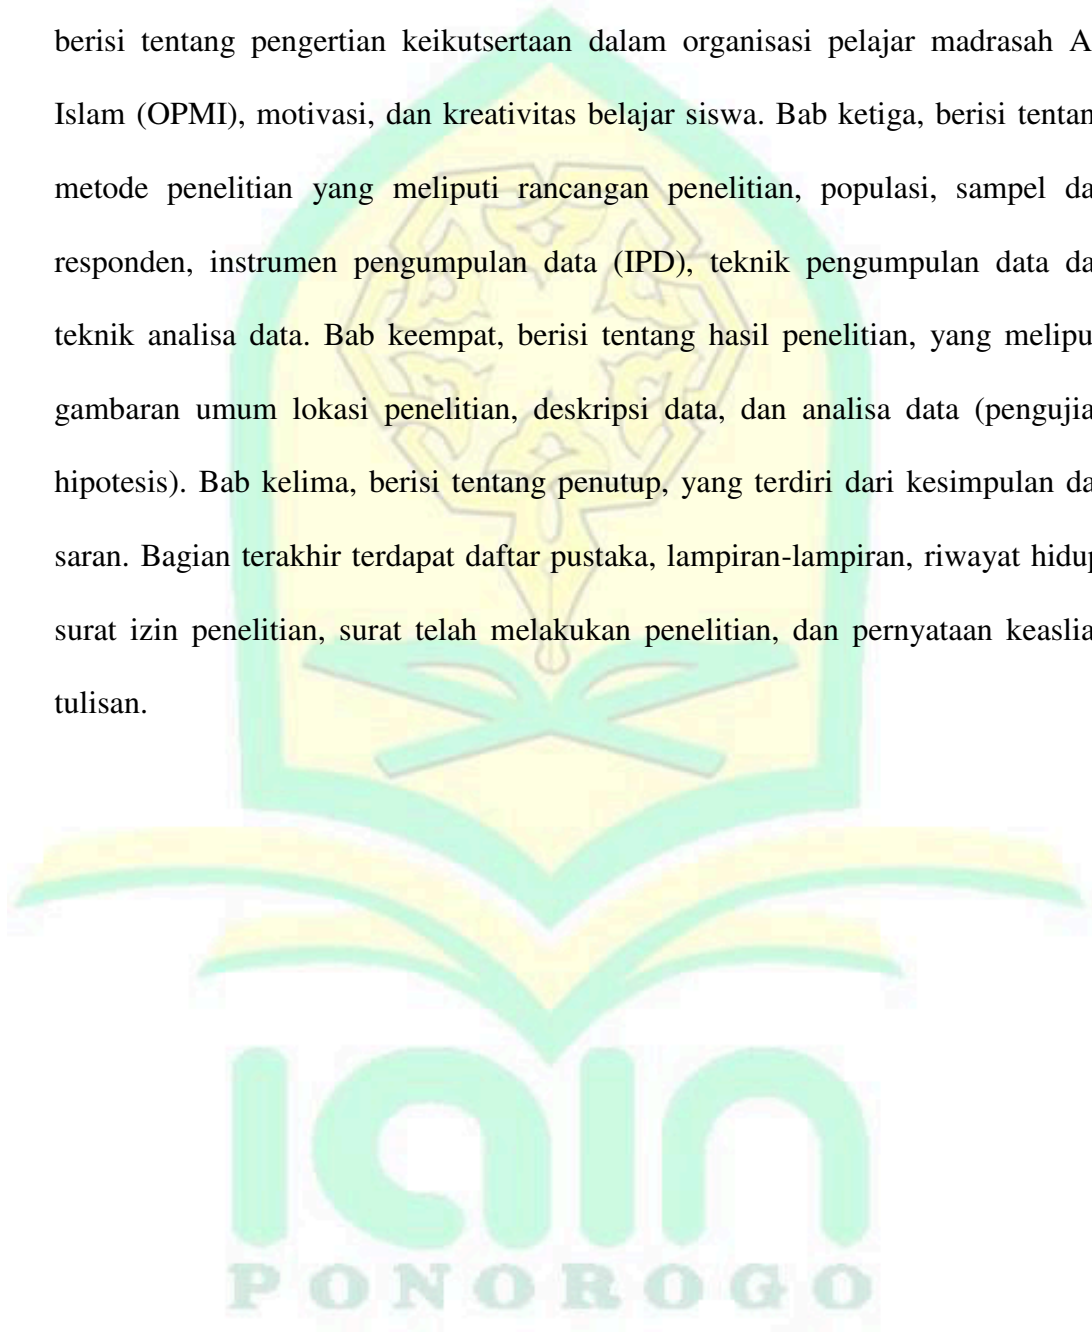 berisi tentang pengertian keikutsertaan dalam organisasi pelajar madrasah A
Islam (OPMI), motivasi, dan kreativitas belajar siswa. Bab ketiga, berisi tentan
metode penelitian yang meliputi rancangan penelitian, populasi, sampel da
responden, instrumen pengumpulan data (IPD), teknik pengumpulan data da
teknik analisa data. Bab keempat, berisi tentang hasil penelitian, yang melipu
gambaran umum lokasi penelitian, deskripsi data, dan analisa data (pengujia
hipotesis). Bab kelima, berisi tentang penutup, yang terdiri dari kesimpulan da
saran. Bagian terakhir terdapat daftar pustaka, lampiran-lampiran, riwayat hidup
surat izin penelitian, surat telah melakukan penelitian, dan pernyataan keaslia
tulisan.
iain
PONOROGO